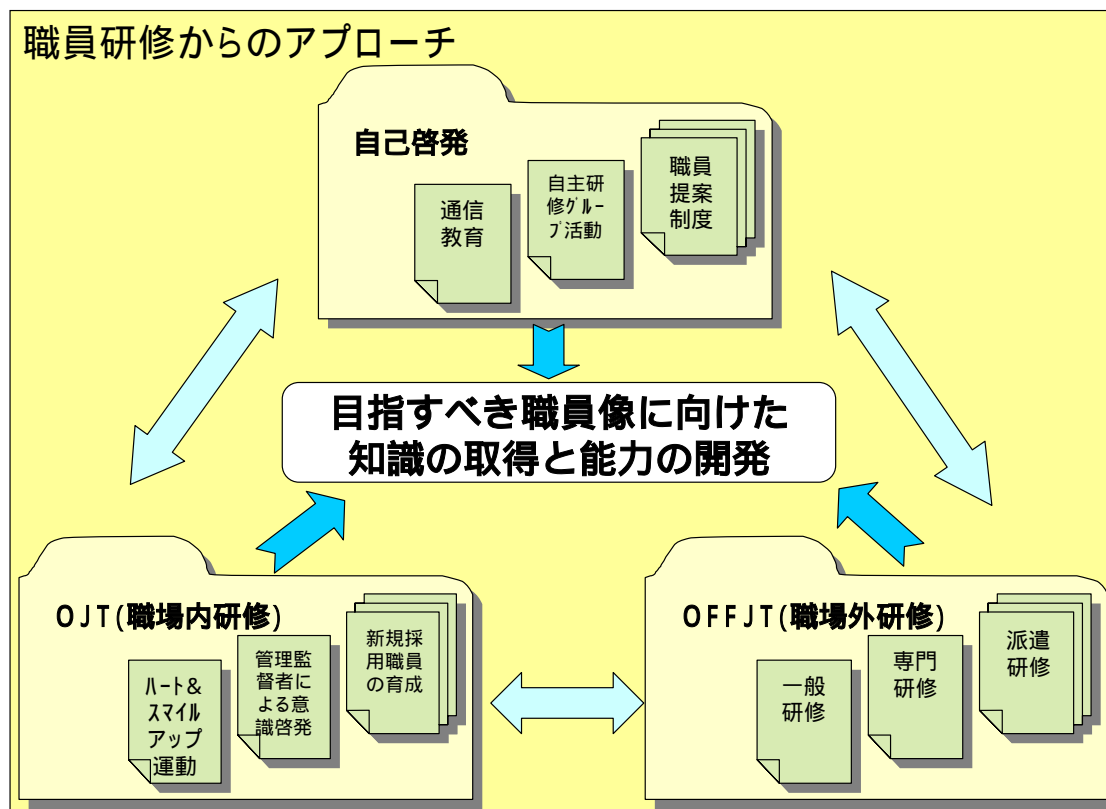 職員研修からのアプローチ
自己啓発
通信
教育
自主研
修ｸﾞﾙｰ
ﾌﾟ活動
職員
提案
制度
目指すべき職員像に向けた
知識の取得と能力の開発
OJT(職場内研修)
ﾊｰﾄ＆
ｽﾏｲﾙ
アップ
運動
管理監
督者に
よる意
識啓発
新規採
用職員
の育成
OFFJT(職場外研修)
一般
研修
専門
研修
派遣
研修